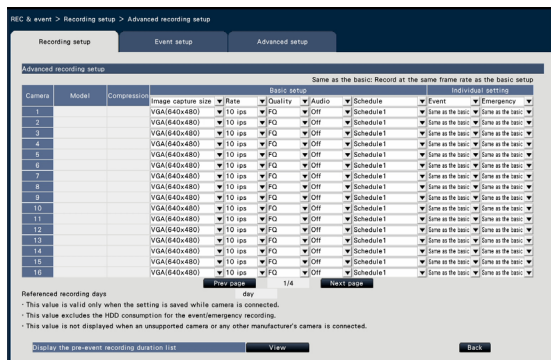 REC & event > Recording setup > Advanced recording setup
Recording setup Event setup Advanced setup
Advanced recording setup
Same as the basic: Record at the same frame rate as the basic setup
Camera Model Compression Basic setup Individual setting
Image capture size Rate Quality Audio Schedule Event Emergency
1 VGA(640x480) 10 ips FQ Off Schedule1 Same as the basic Same as the basic
2 VGA(640x480) 10 ips FQ Off Schedule1 Same as the basic Same as the basic
3 VGA(640x480) 10 ips FQ Off Schedule1 Same as the basic Same as the basic
4 VGA(640x480) 10 ips FQ Off Schedule1 Same as the basic Same as the basic
5 VGA(640x480) 10 ips FQ Off Schedule1 Same as the basic Same as the basic
6 VGA(640x480) 10 ips FQ Off Schedule1 Same as the basic Same as the basic
7 VGA(640x480) 10 ips FQ Off Schedule1 Same as the basic Same as the basic
8 VGA(640x480) 10 ips FQ Off Schedule1 Same as the basic Same as the basic
9 VGA(640x480) 10 ips FQ Off Schedule1 Same as the basic Same as the basic
10 VGA(640x480) 10 ips FQ Off Schedule1 Same as the basic Same as the basic
11 VGA(640x480) 10 ips FQ Off Schedule1 Same as the basic Same as the basic
12 VGA(640x480) 10 ips FQ Off Schedule1 Same as the basic Same as the basic
13 VGA(640x480) 10 ips FQ Off Schedule1 Same as the basic Same as the basic
14 VGA(640x480) 10 ips FQ Off Schedule1 Same as the basic Same as the basic
15 VGA(640x480) 10 ips FQ Off Schedule1 Same as the basic Same as the basic
16 VGA(640x480) 10 ips FQ Off Schedule1 Same as the basic Same as the basic
Prev page 1/4 Next page
Referenced recording days day
・This value is valid only when the setting is saved while camera is connected.
・This value excludes the HDD consumption for the event/emergency recording.
・This value is not displayed when an unsupported camera or any other manufacturer's camera is connected.
Display the pre-event recording duration list View Back